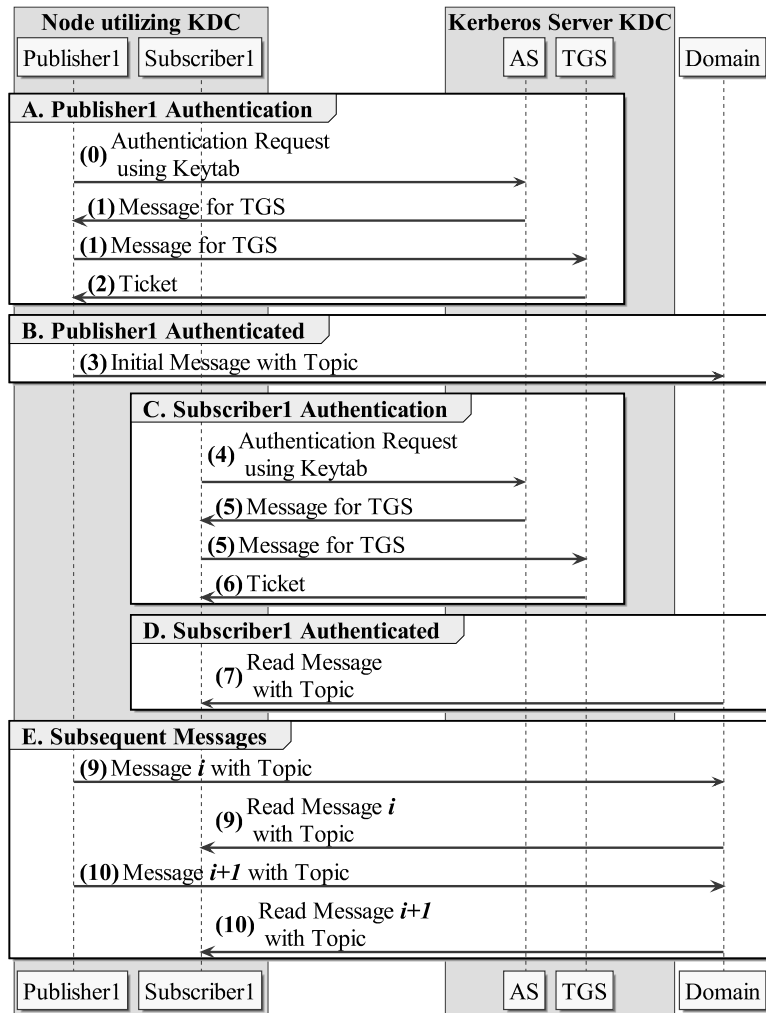 Node utilizing KDC
Kerberos Server KDC
Publisher1
Subscriber1
AS
TGS
Domain
A. Publisher1 Authentication
(0) Authentication Request
using Keytab
(1) Message for TGS
(1) Message for TGS
(2) Ticket
B. Publisher1 Authenticated
(3) Initial Message with Topic
C. Subscriber1 Authentication
(4) Authentication Request
using Keytab
(5) Message for TGS
(5) Message for TGS
(6) Ticket
D. Subscriber1 Authenticated
(7) Read Message
with Topic
E. Subsequent Messages
(9) Message i with Topic
(9) Read Message i
with Topic
(10) Message i+1 with Topic
(10) Read Message i+1
with Topic
Publisher1
Subscriber1
AS
TGS
Domain